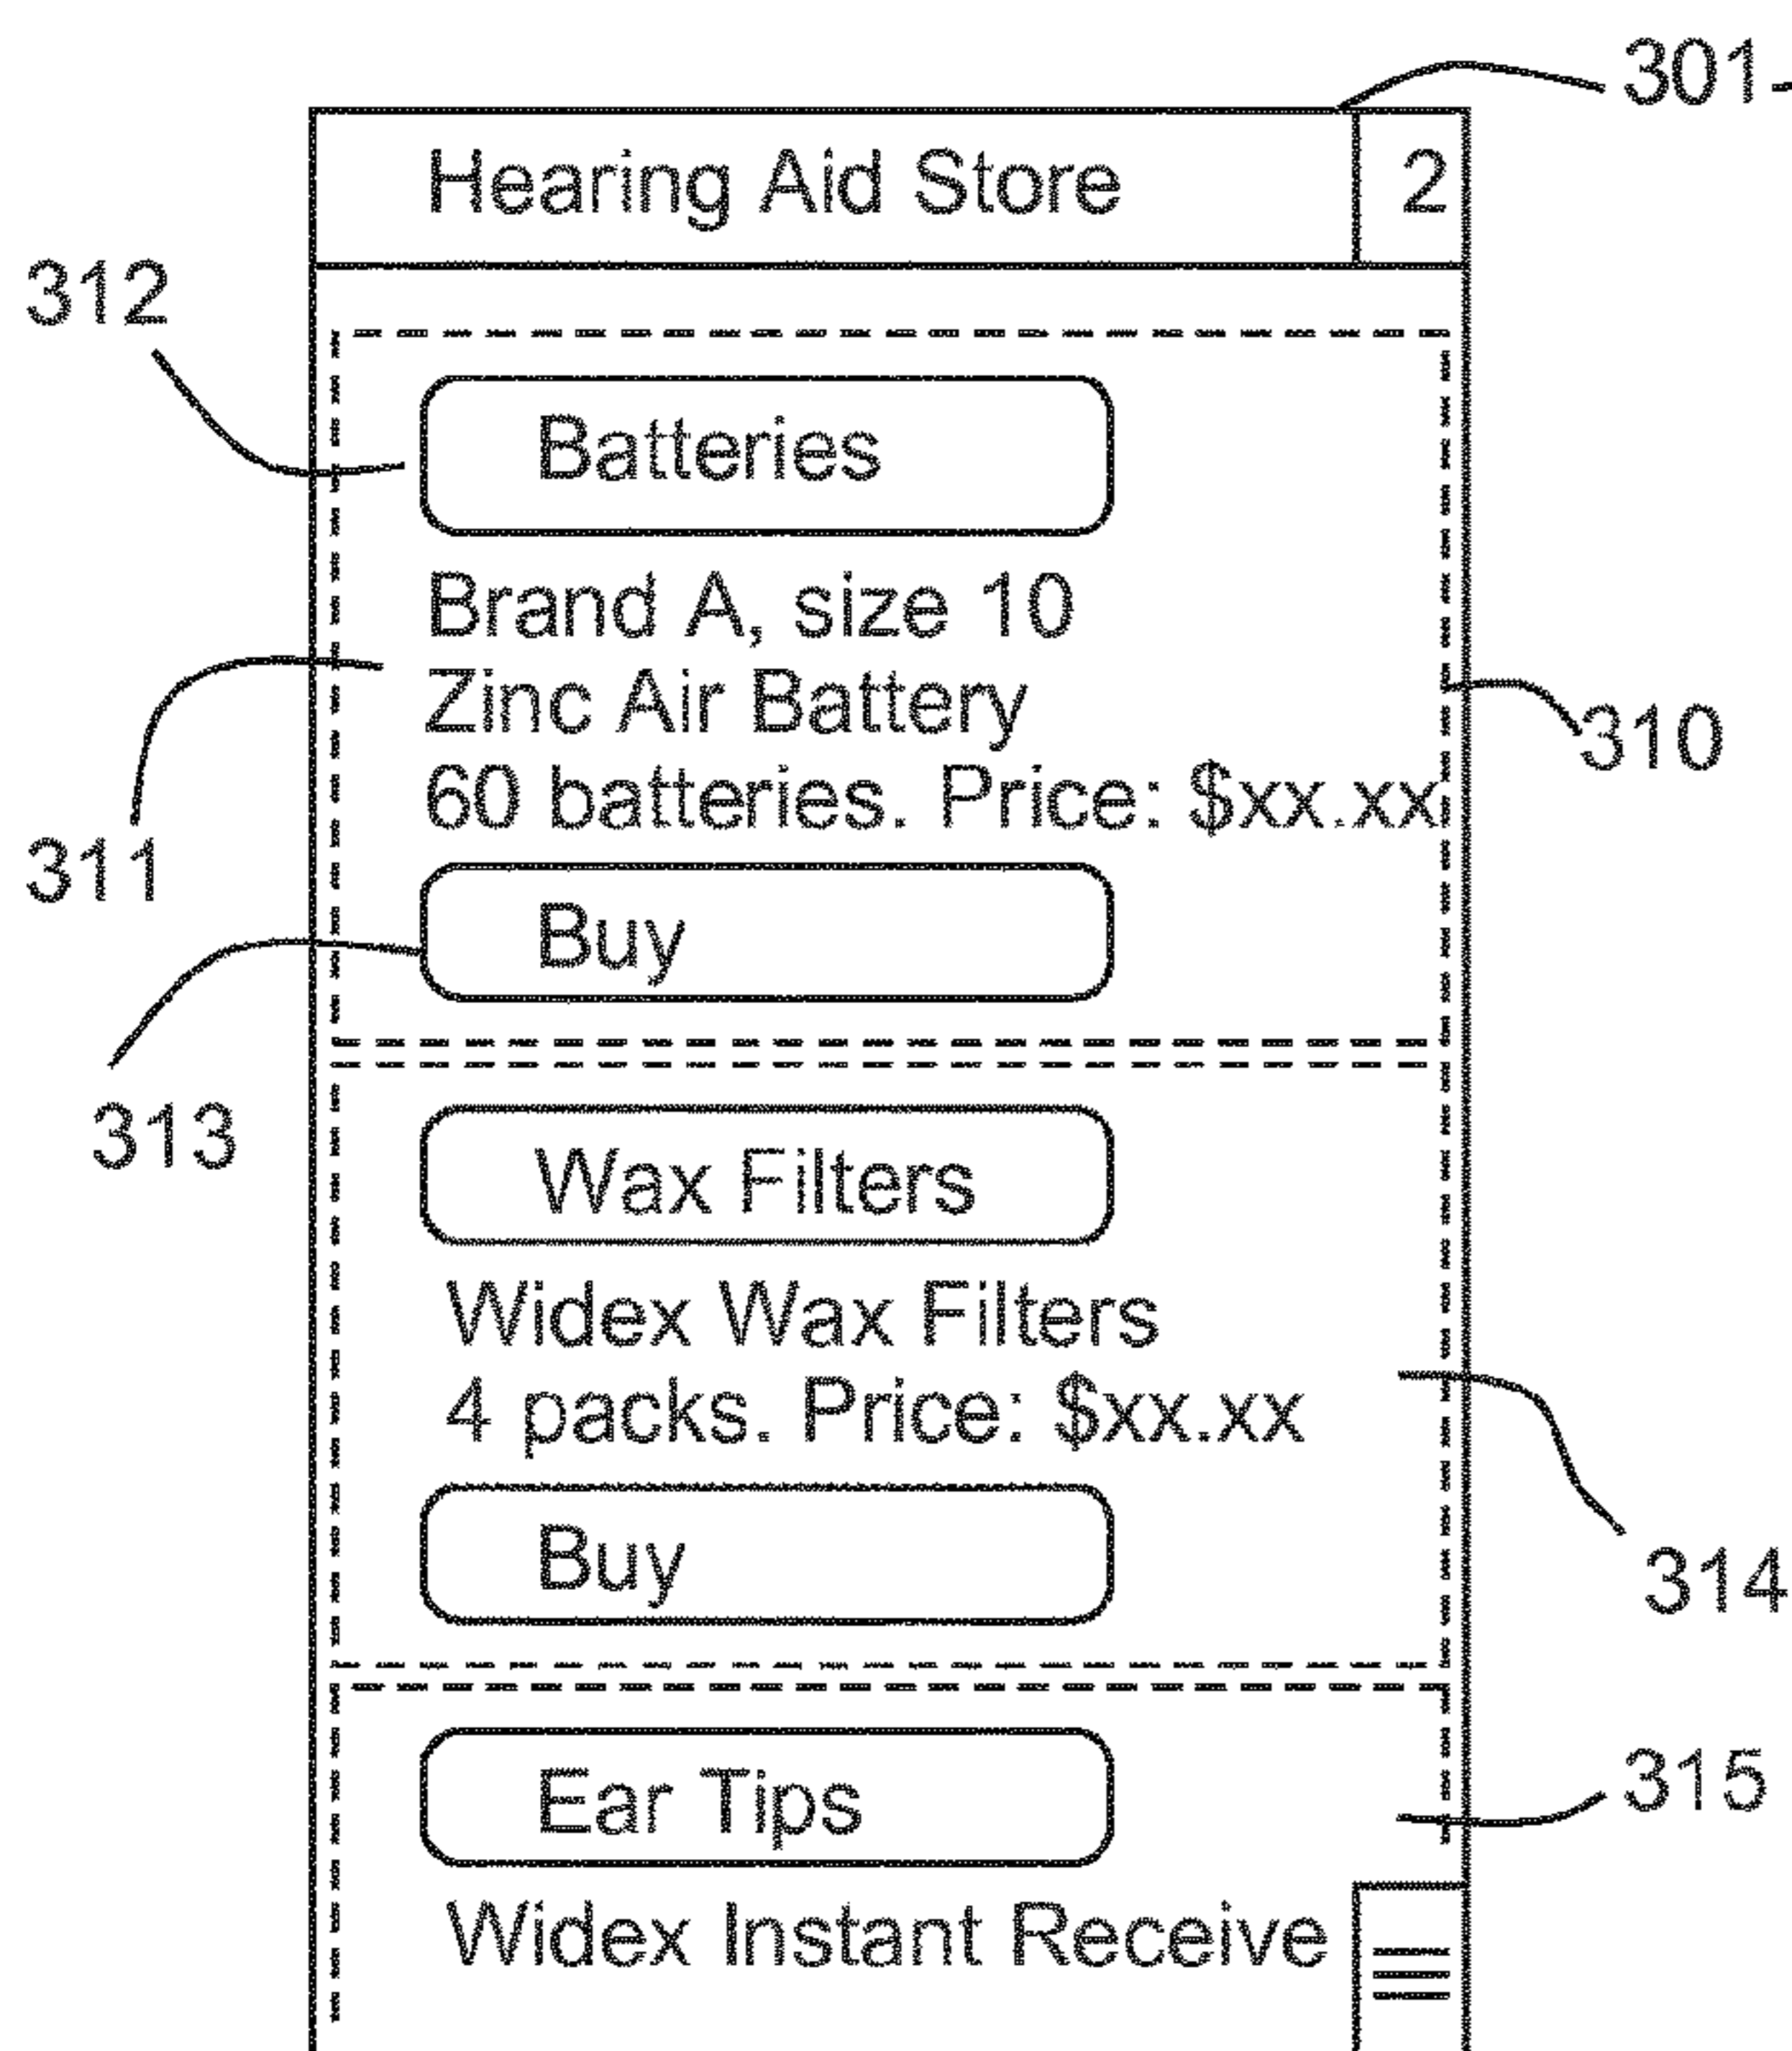 301-
Hearing Aid Store 2
312
Batteries
Brand A, size 10
Zinc Air Battery
310
60 batteries. Price: $xx.xx
311
Buy
313
Wax Filters
Widex Wax Filters
4 packs. Price: $xx.xx
Buy
314
Ear Tips
315
Widex Instant Receive